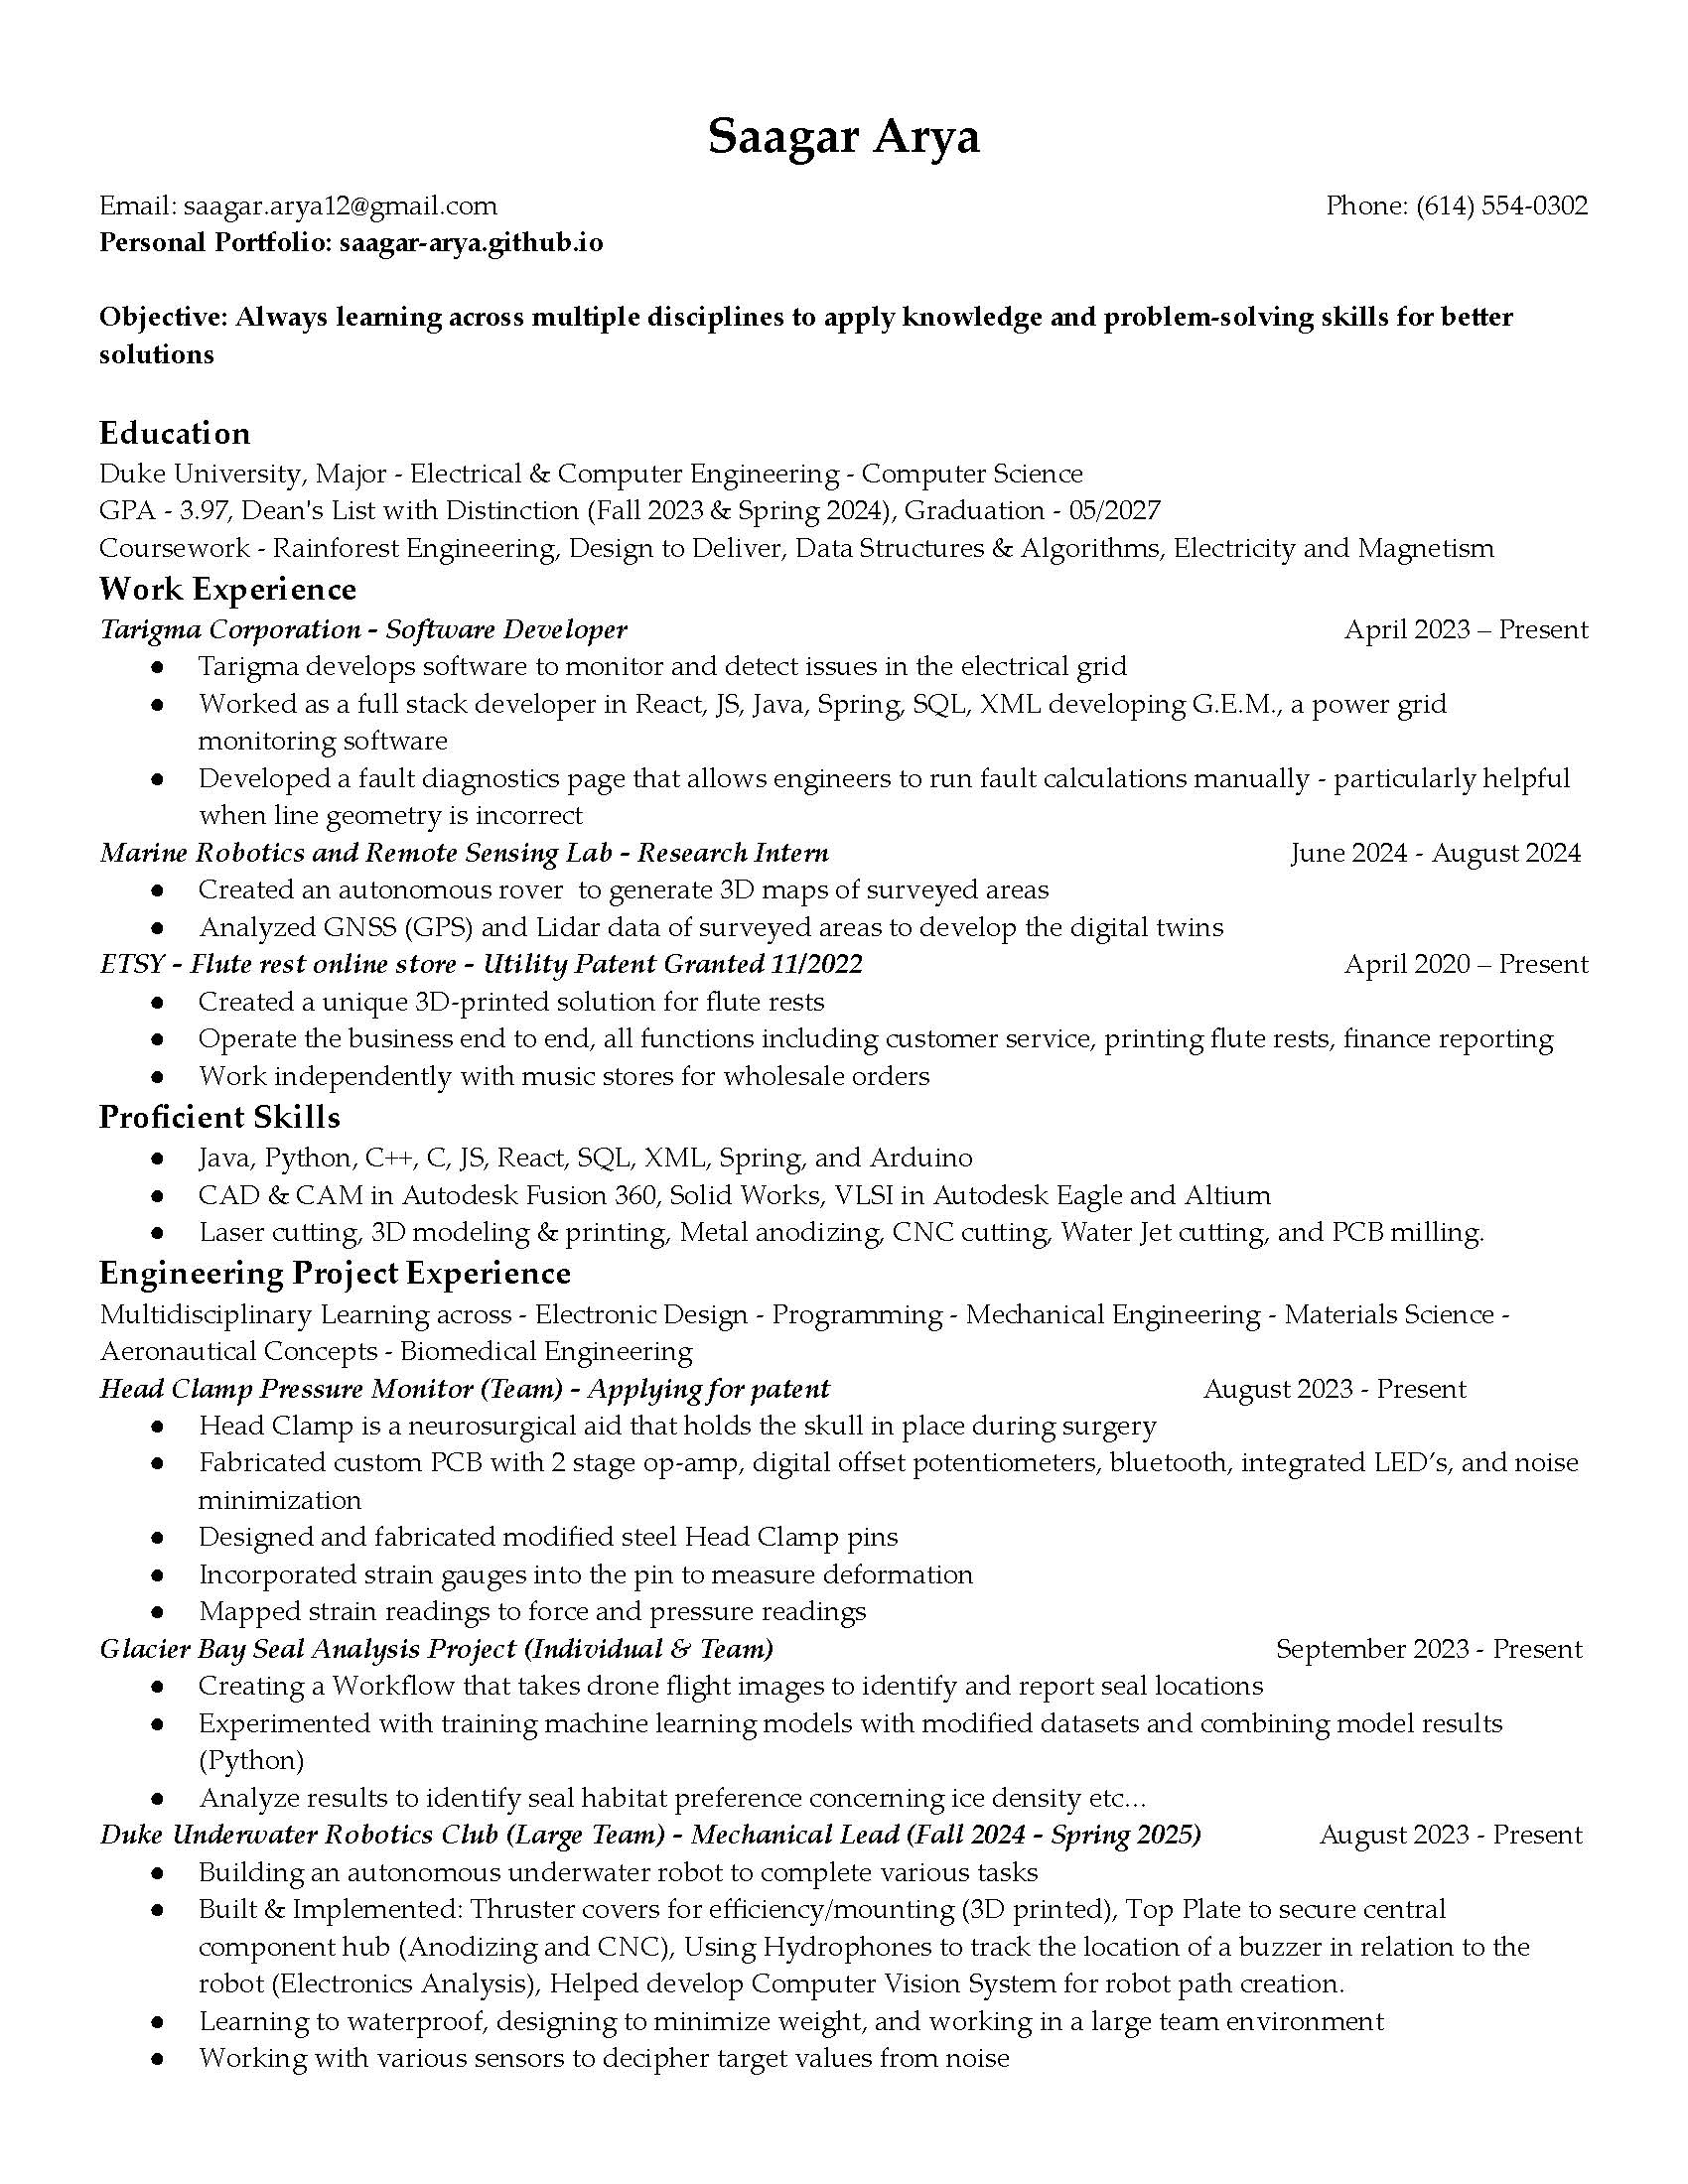 Saagar Arya
Email: saagar.arya12@gmail.com Phone: (614) 554-0302
Personal Portfolio: saagar-arya.github.io
Objective: Always learning across multiple disciplines to apply knowledge and problem-solving skills for better
solutions
Education
Duke University, Major - Electrical & Computer Engineering - Computer Science
GPA - 3.97, Dean's List with Distinction (Fall 2023 & Spring 2024), Graduation - 05/2027
Coursework - Rainforest Engineering, Design to Deliver, Data Structures & Algorithms, Electricity and Magnetism
Work Experience
Tarigma Corporation - Software Developer April 2023 – Present
● Tarigma develops software to monitor and detect issues in the electrical grid
● Worked as a full stack developer in React, JS, Java, Spring, SQL, XML developing G.E.M., a power grid
monitoring software
● Developed a fault diagnostics page that allows engineers to run fault calculations manually - particularly helpful
when line geometry is incorrect
Marine Robotics and Remote Sensing Lab - Research Intern June 2024 - August 2024
● Created an autonomous rover to generate 3D maps of surveyed areas
● Analyzed GNSS (GPS) and Lidar data of surveyed areas to develop the digital twins
ETSY - Flute rest online store - Utility Patent Granted 11/2022 April 2020 – Present
● Created a unique 3D-printed solution for flute rests
● Operate the business end to end, all functions including customer service, printing flute rests, finance reporting
● Work independently with music stores for wholesale orders
Proficient Skills
● Java, Python, C++, C, JS, React, SQL, XML, Spring, and Arduino
● CAD & CAM in Autodesk Fusion 360, Solid Works, VLSI in Autodesk Eagle and Altium
● Laser cutting, 3D modeling & printing, Metal anodizing, CNC cutting, Water Jet cutting, and PCB milling.
Engineering Project Experience
Multidisciplinary Learning across - Electronic Design - Programming - Mechanical Engineering - Materials Science -
Aeronautical Concepts - Biomedical Engineering
Head Clamp Pressure Monitor (Team) - Applying for patent August 2023 - Present
● Head Clamp is a neurosurgical aid that holds the skull in place during surgery
● Fabricated custom PCB with 2 stage op-amp, digital offset potentiometers, bluetooth, integrated LED’s, and noise
minimization
● Designed and fabricated modified steel Head Clamp pins
● Incorporated strain gauges into the pin to measure deformation
● Mapped strain readings to force and pressure readings
Glacier Bay Seal Analysis Project (Individual & Team) September 2023 - Present
● Creating a Workflow that takes drone flight images to identify and report seal locations
● Experimented with training machine learning models with modified datasets and combining model results
(Python)
● Analyze results to identify seal habitat preference concerning ice density etc…
Duke Underwater Robotics Club (Large Team) - Mechanical Lead (Fall 2024 - Spring 2025) August 2023 - Present
● Building an autonomous underwater robot to complete various tasks
● Built & Implemented: Thruster covers for efficiency/mounting (3D printed), Top Plate to secure central
component hub (Anodizing and CNC), Using Hydrophones to track the location of a buzzer in relation to the
robot (Electronics Analysis), Helped develop Computer Vision System for robot path creation.
● Learning to waterproof, designing to minimize weight, and working in a large team environment
● Working with various sensors to decipher target values from noise